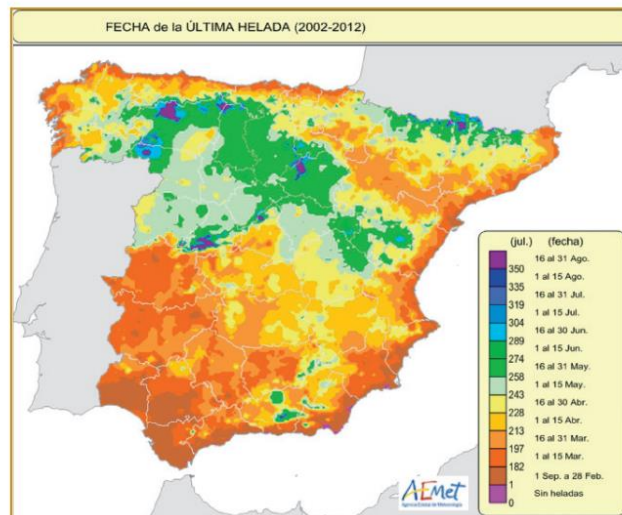 FECHA de la ÚLTIMA HELADA (2002-2012)
(jul.) (fecha)
16 al 31 Ago.
350
1 al 15 Ago.
335
16 al 31 Jul.
319
1 al 15 Jul.
304
16 al 30 Jun.
289
1 al 15 Jun.
274
16 al 31 May.
258
1 al 15 May.
243
16 al 30 Abr.
228
1 al 15 Abr.
213
16 al 31 Mar.
197
1 al 15 Mar.
182
1 Sep. a 28 Feb.
1
Sin heladas
0
AEMet
Agencia Estatal de Meteorología